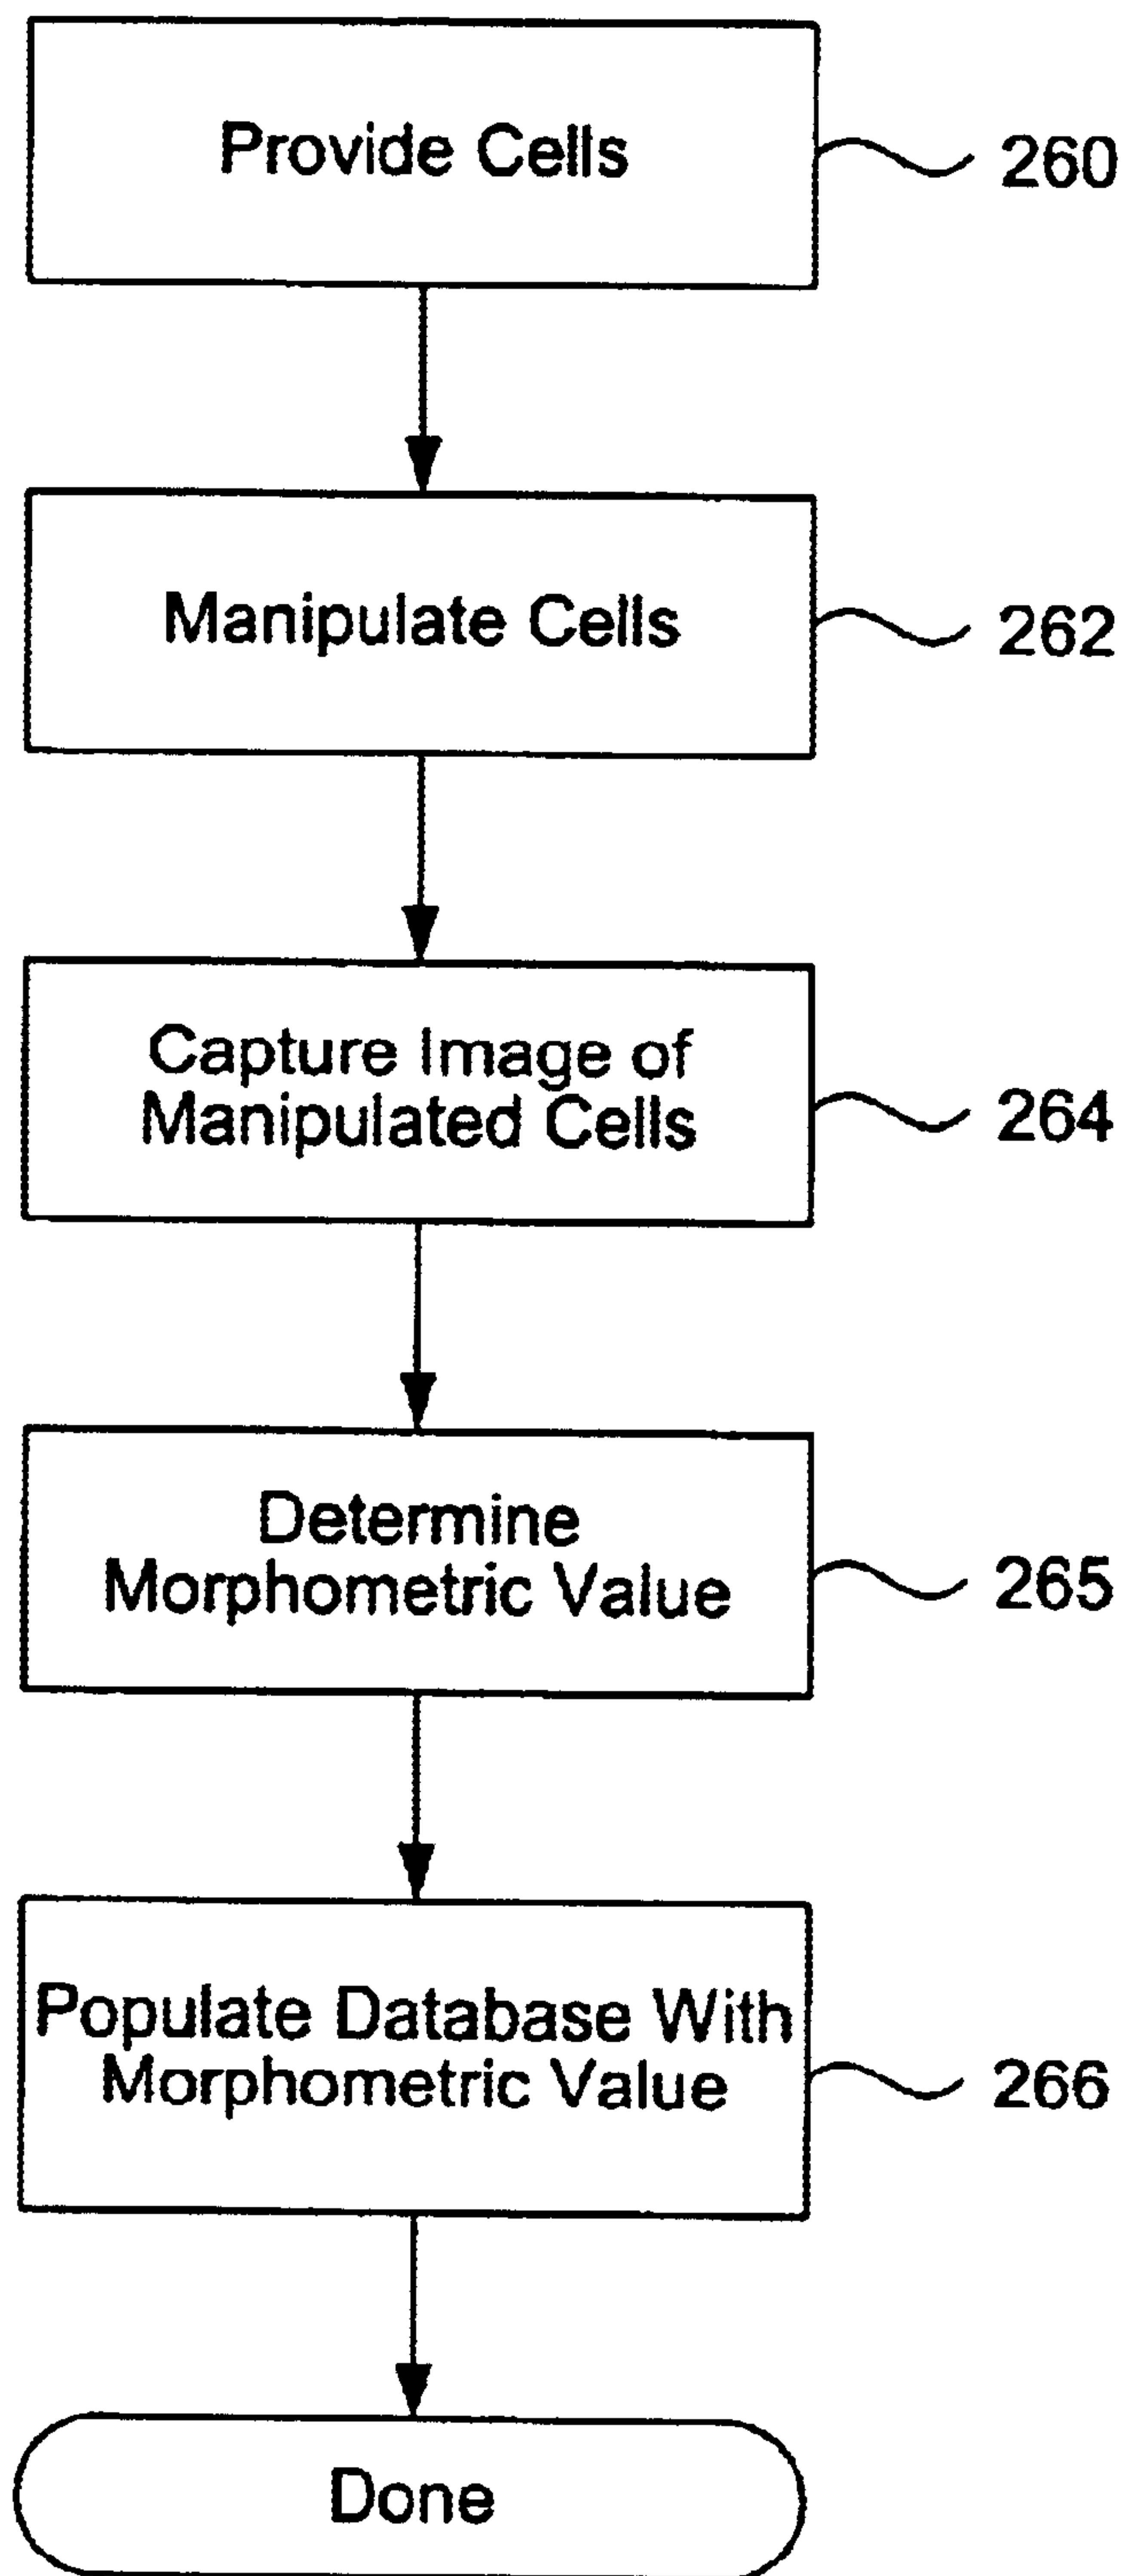 Provide Cells
260
Manipulate Cells
262
Capture Image of
Manipulated Cells
264
Determine
Morphometric Value
265
Populate Database With
Morphometric Value
266
Done